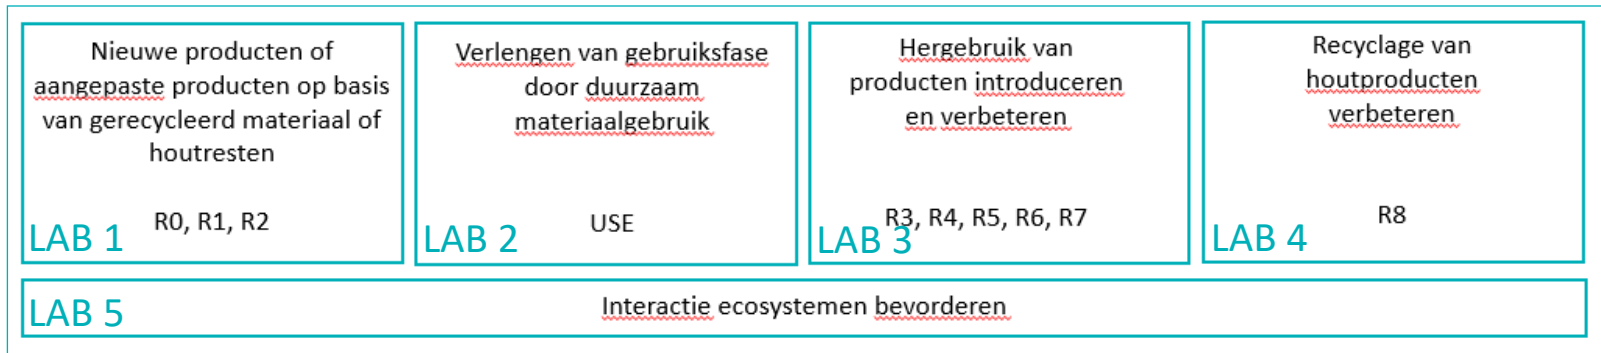 Nieuwe producten of
aangepaste producten op basis
van gerecycleerd materiaal of
houtresten
R0, R1, R2
LAB 1
Verlengen van gebruiksfase
door duurzaam
materiaalgebruik
USE
LAB 2
Hergebruik van
producten introduceren
en verbeteren
R3, R4, R5, R6, R7
LAB 3
Recyclage van
houtproducten
verbeteren
R8
LAB 4
LAB 5
Interactie ecosystemen bevorderen